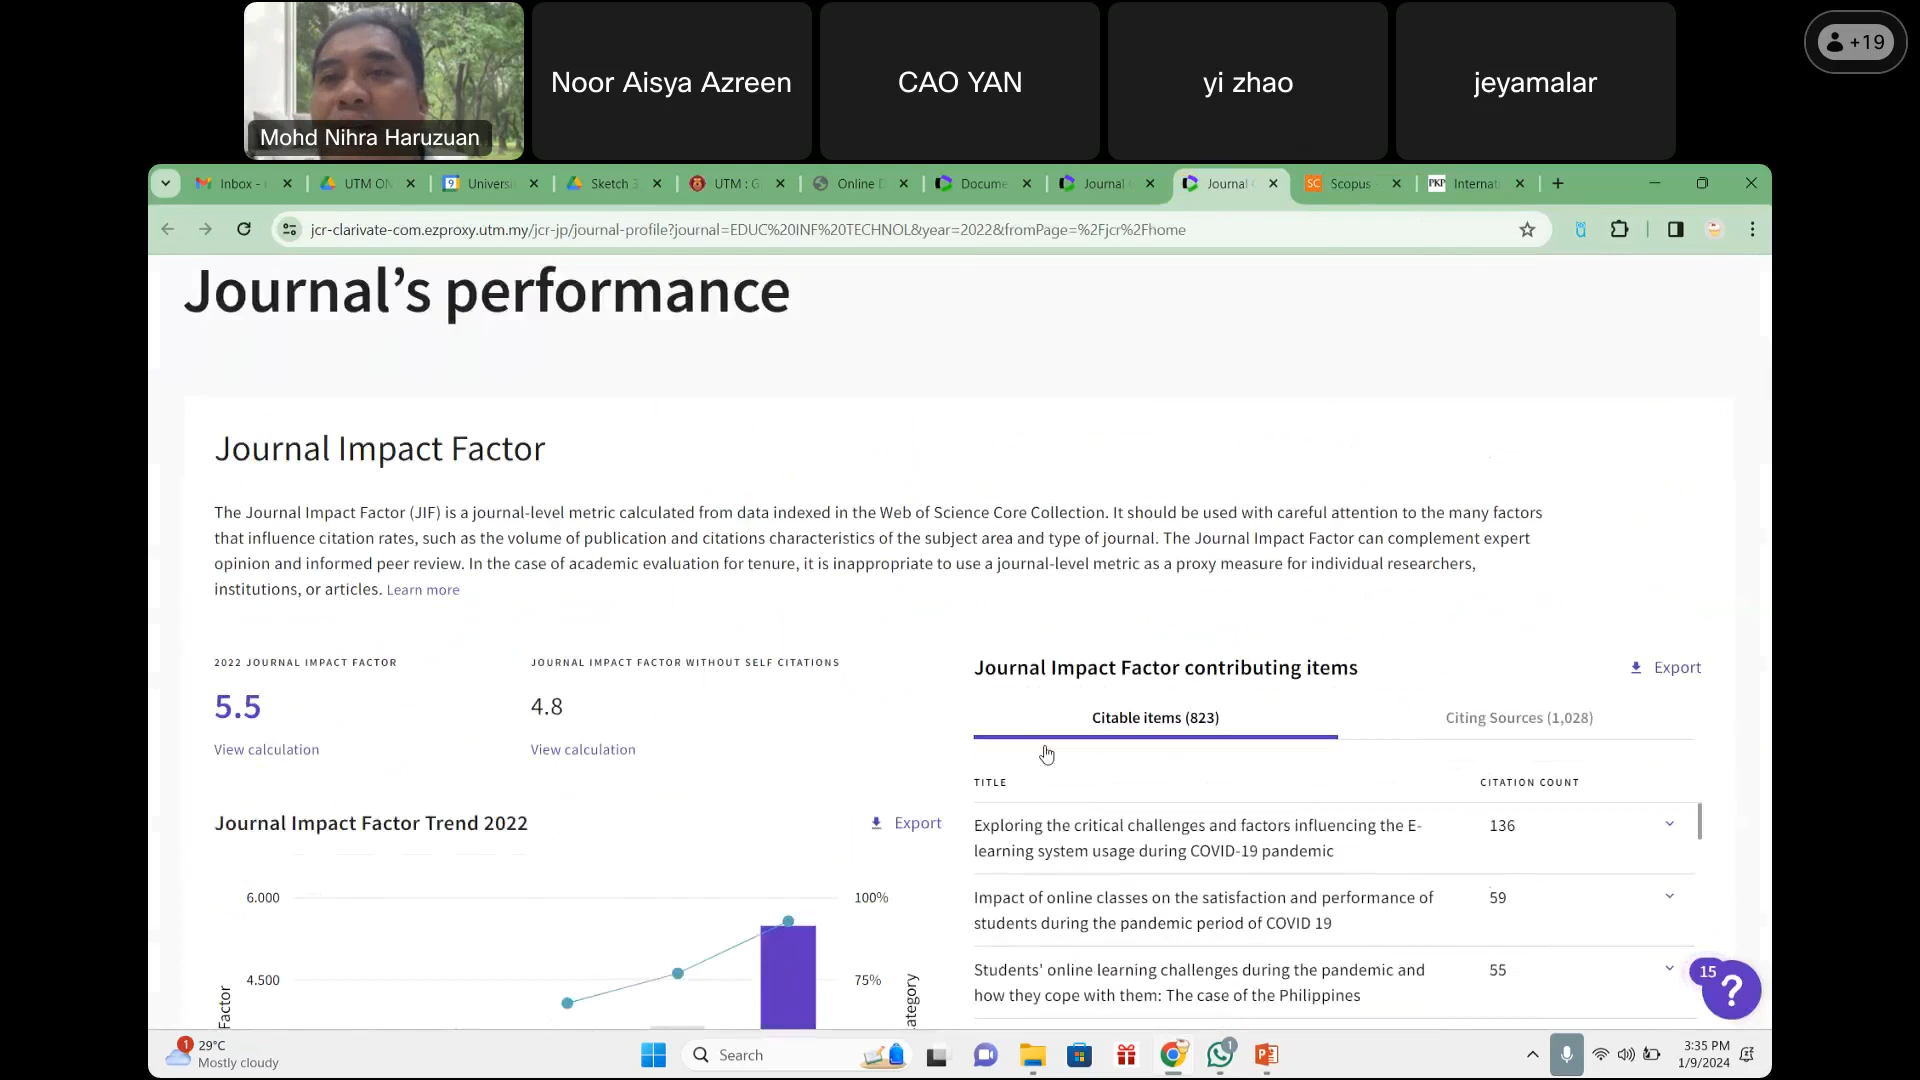 Mohd Nihra Haruzuan
Noor Aisya Azreen
CAO YAN
yi zhao
jeyamalar
+19
Inbox -
UTM ON
9
Universi
Sketch 3
UTM : G
Online D
Docume
Journal
Journal
SC
Scopus
PKP
Internat
jcr-clarivate-com.ezproxy.utm.my/jcr-jp/journal-profile?journal=EDUC%20INF%20TECHNOL&year=2022&fromPage=%2Fjcr%2Fhome
Journal’s performance
Journal Impact Factor
The Journal Impact Factor (JIF) is a journal-level metric calculated from data indexed in the Web of Science Core Collection. It should be used with careful attention to the many factors
that influence citation rates, such as the volume of publication and citations characteristics of the subject area and type of journal. The Journal Impact Factor can complement expert
opinion and informed peer review. In the case of academic evaluation for tenure, it is inappropriate to use a journal-level metric as a proxy measure for individual researchers,
institutions, or articles. Learn more
2022 JOURNAL IMPACT FACTOR
5.5
View calculation
JOURNAL IMPACT FACTOR WITHOUT SELF CITATIONS
4.8
View calculation
Journal Impact Factor Trend 2022
Export
6.000
4.500
100%
75%
Factor
ategory
Journal Impact Factor contributing items
Export
Citable items (823)
Citing Sources (1,028)
TITLE
CITATION COUNT
Exploring the critical challenges and factors influencing the E-
learning system usage during COVID-19 pandemic
136
Impact of online classes on the satisfaction and performance of
students during the pandemic period of COVID 19
59
Students' online learning challenges during the pandemic and
how they cope with them: The case of the Philippines
55
15
?
1
29°C
Mostly cloudy
Search
1
3:35 PM
1/9/2024